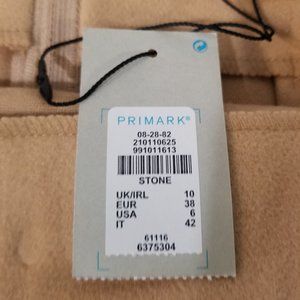 PRIMARK®
08-28-82
210110625
991011613
STONE
UK/IRL 10
EUR 38
USA 6
IT 42
61116
6375304